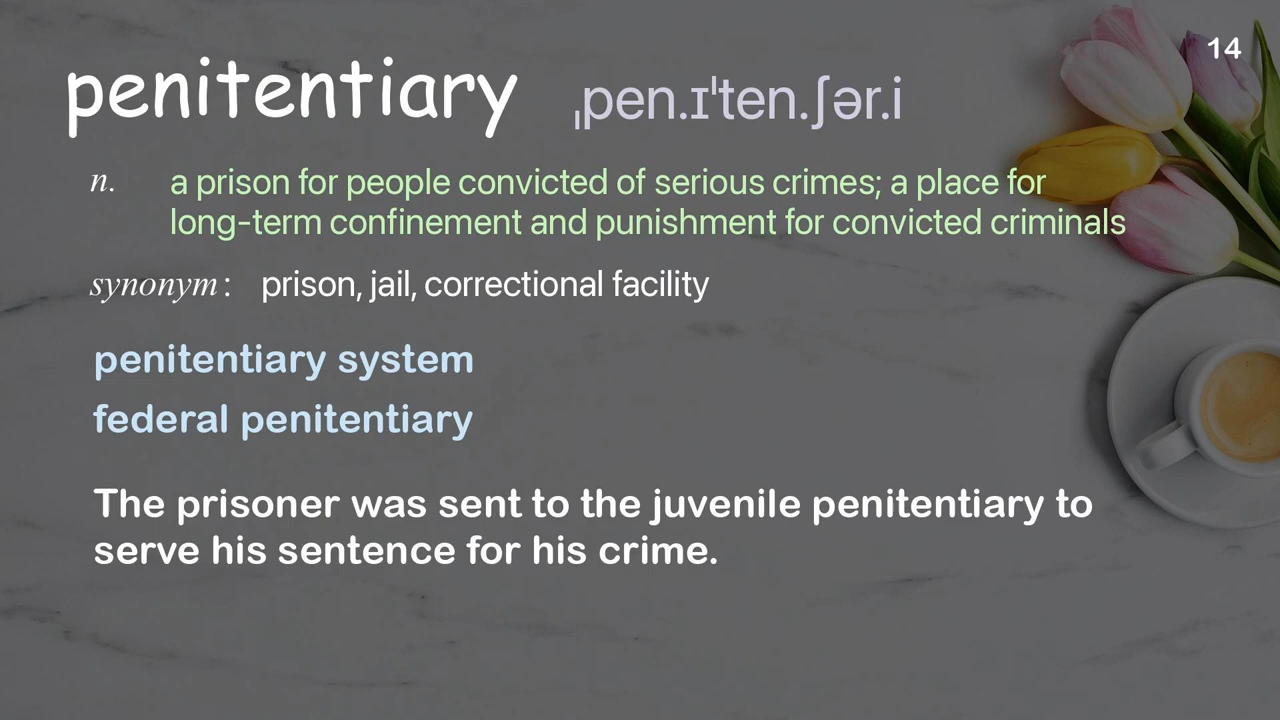 14
penitentiary ˌpen.ɪˈten.ʃər.i
n. a prison for people convicted of serious crimes; a place for
long-term confinement and punishment for convicted criminals
synonym : prison, jail, correctional facility
penitentiary system
federal penitentiary
The prisoner was sent to the juvenile penitentiary to
serve his sentence for his crime.